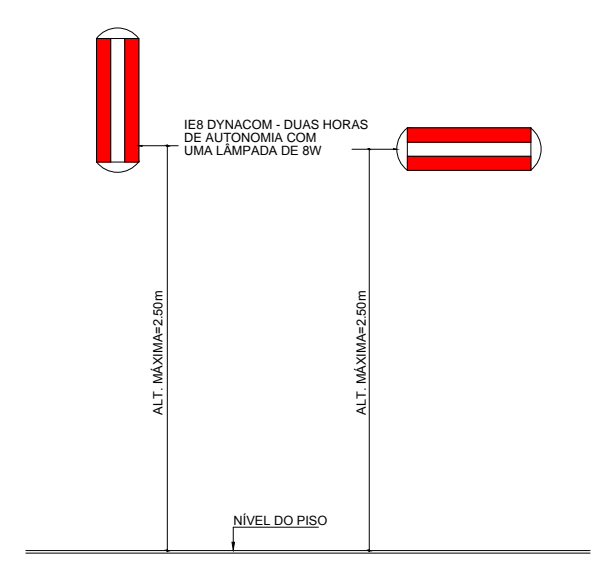 IE8 DYNACOM - DUAS HORAS
DE AUTONOMIA COM
UMA LÂMPADA DE 8W
ALT. MÁXIMA=2.50m
ALT. MÁXIMA=2.50m
NÍVEL DO PISO